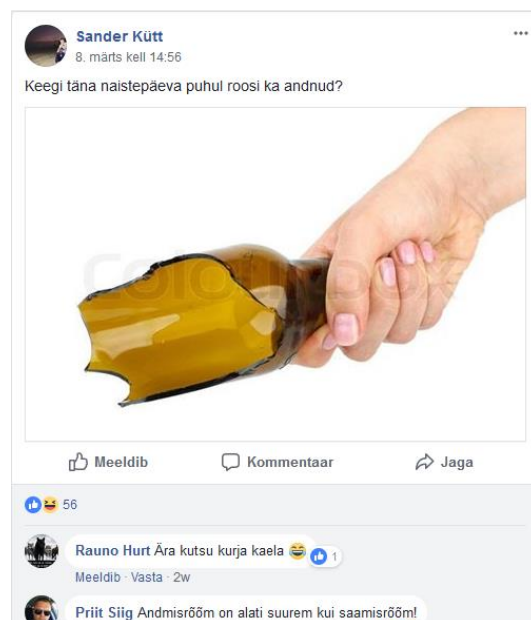 Sander Kütt
8. märts kell 14:56
Keegi täna naistepäeva puhul roosi ka andnud?
Colourbox
Meeldib Kommentaar Jaga
56
Rauno Hurt Ära kutsu kurja kaela 1
Meeldib · Vasta · 2w
Priit Siig Andmisrõõm on alati suurem kui saamisrõõm!